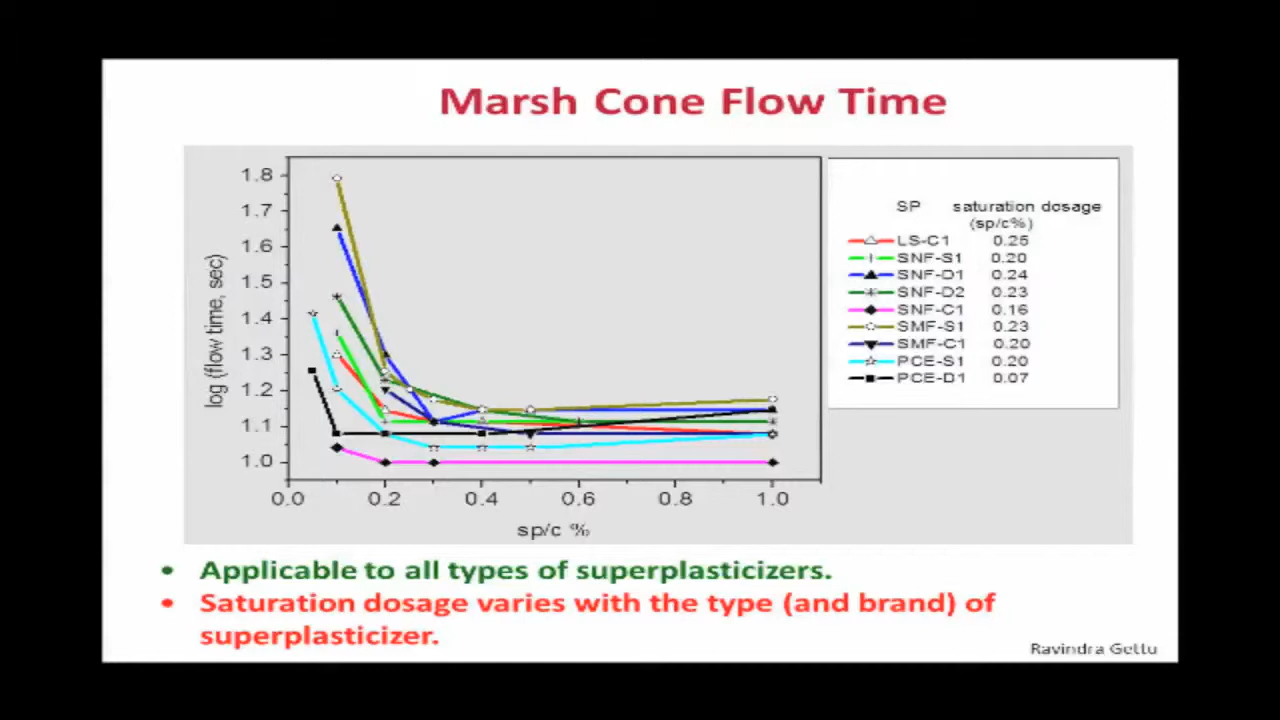 Marsh Cone Flow Time
1.8
1.7
1.6
1.5
1.4
1.3
1.2
1.1
1.0
log (flow time, sec)
0.0 0.2 0.4 0.6 0.8 1.0
sp/c %
SP saturation dosage
(sp/c%)
LS-C1 0.25
SNF-S1 0.20
SNF-D1 0.24
SNF-D2 0.23
SNF-C1 0.16
SMF-S1 0.23
SMF-C1 0.20
PCE-S1 0.20
PCE-D1 0.07
• Applicable to all types of superplasticizers.
• Saturation dosage varies with the type (and brand) of
superplasticizer.
Ravindra Gettu